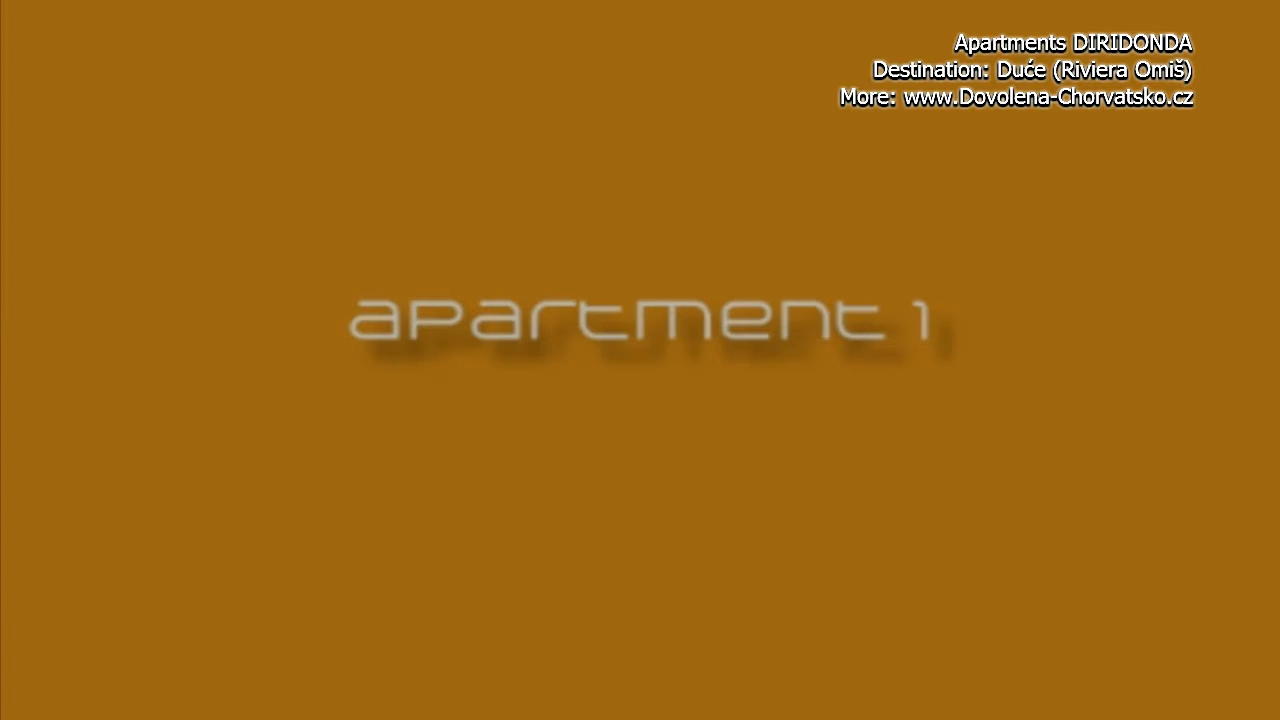 Apartments DIRIDONDA
Destination: Duće (Riviera Omiš)
More: www.Dovolena-Chorvatsko.cz
apartment 1